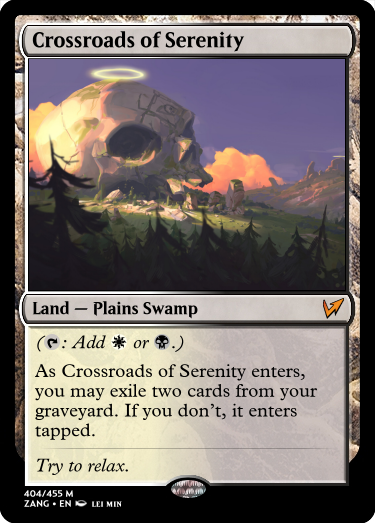 Crossroads of Serenity
Land — Plains Swamp
(: Add or .)
As Crossroads of Serenity enters,
you may exile two cards from your
graveyard. If you don't, it enters
tapped.
Try to relax.
404/455 M
ZANG • EN LEI MIN